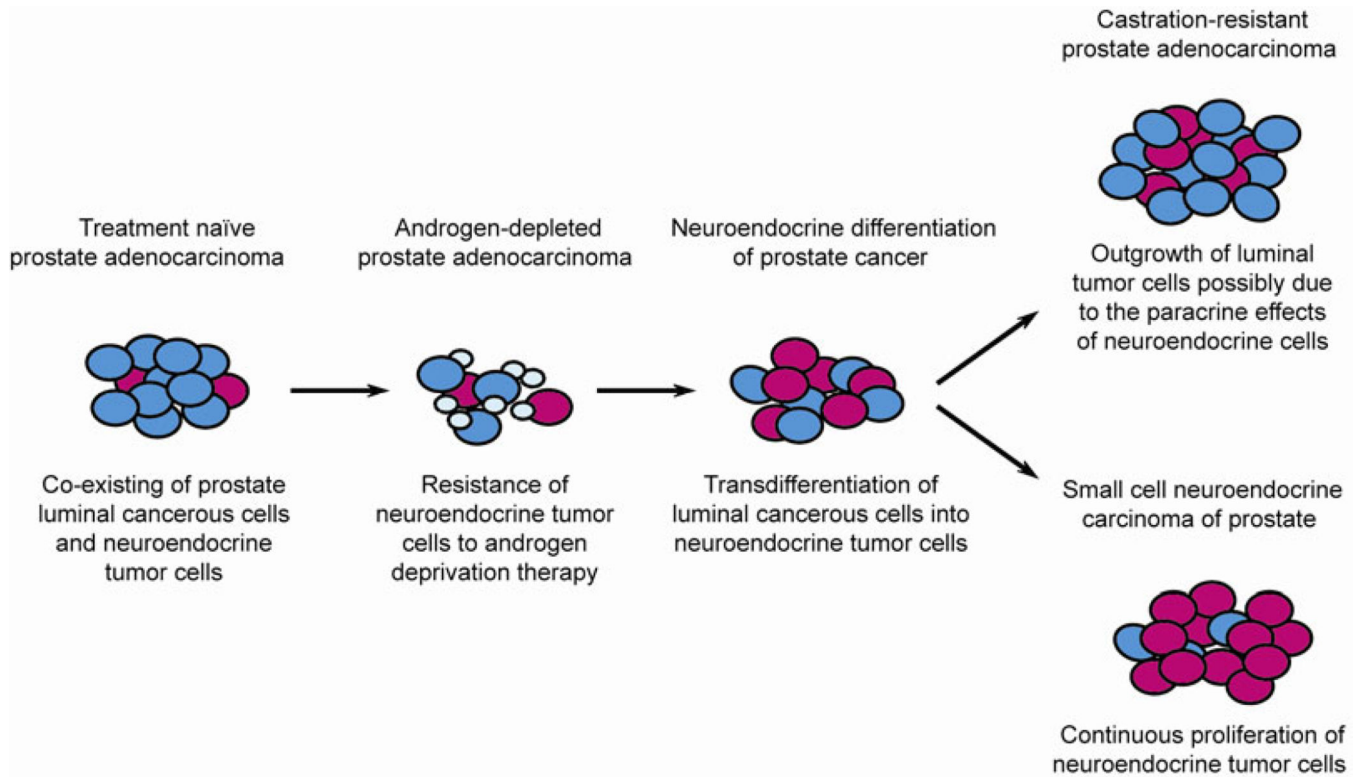 Treatment naïve
prostate adenocarcinoma
Co-existing of prostate
luminal cancerous cells
and neuroendocrine
tumor cells
Androgen-depleted
prostate adenocarcinoma
Resistance of
neuroendocrine tumor
cells to androgen
deprivation therapy
Neuroendocrine differentiation
of prostate cancer
Transdifferentiation of
luminal cancerous cells into
neuroendocrine tumor cells
Castration-resistant
prostate adenocarcinoma
Outgrowth of luminal
tumor cells possibly due
to the paracrine effects
of neuroendocrine cells
Small cell neuroendocrine
carcinoma of prostate
Continuous proliferation of
neuroendocrine tumor cells